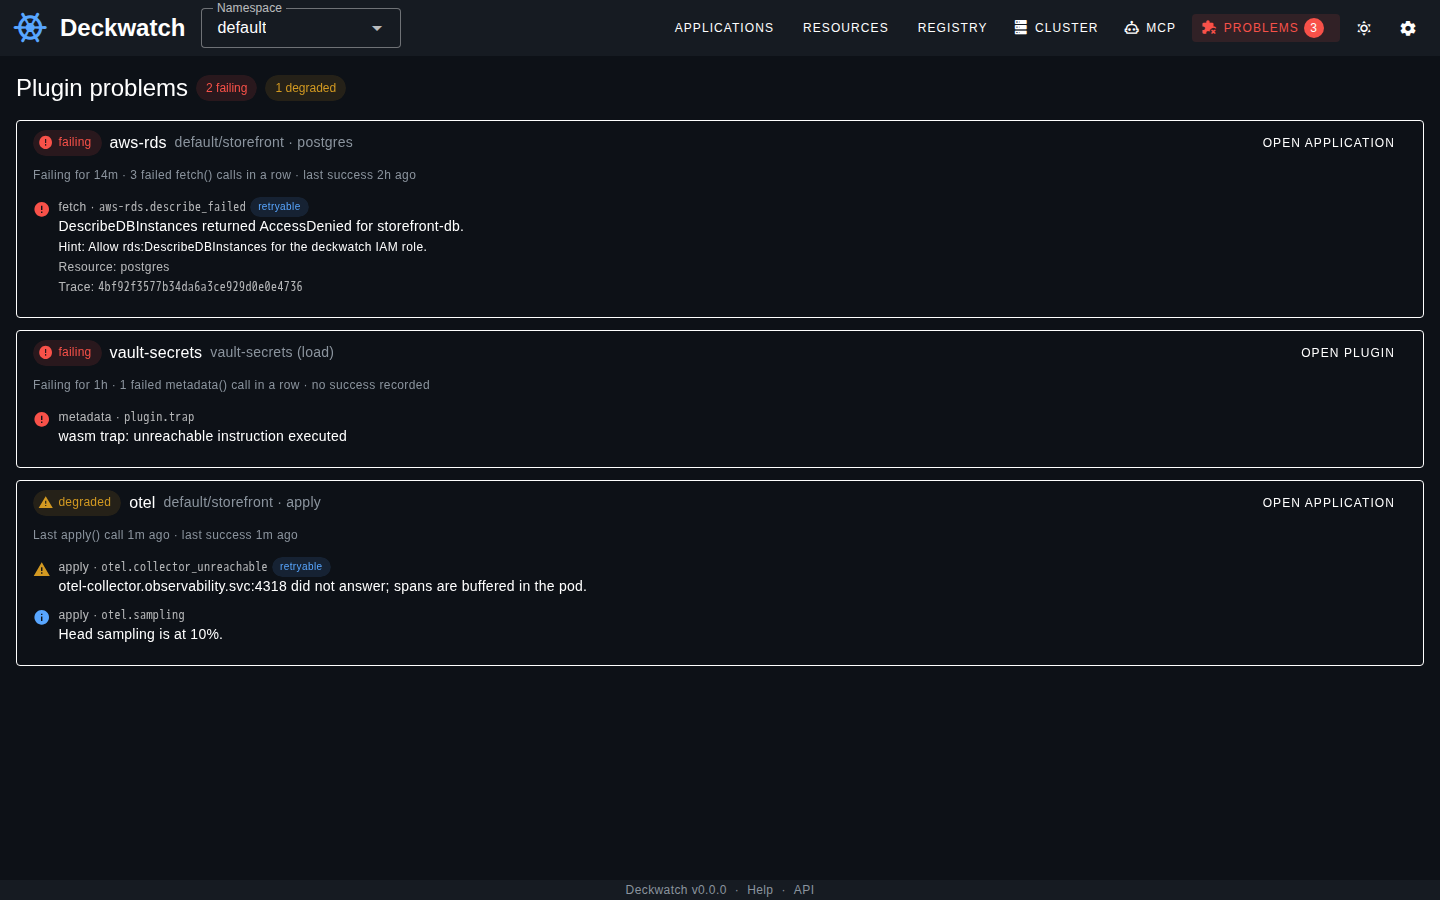 Deckwatch
Namespace
default
APPLICATIONS
RESOURCES
REGISTRY
CLUSTER
MCP
PROBLEMS 3
Plugin problems 2 failing 1 degraded
failing aws-rds default/storefront · postgres OPEN APPLICATION
Failing for 14m · 3 failed fetch() calls in a row · last success 2h ago
fetch · aws-rds.describe_failed retryable
DescribeDBInstances returned AccessDenied for storefront-db.
Hint: Allow rds:DescribeDBInstances for the deckwatch IAM role.
Resource: postgres
Trace: 4bf92f3577b34da6a3ce929d0e0e4736
failing vault-secrets vault-secrets (load) OPEN PLUGIN
Failing for 1h · 1 failed metadata() call in a row · no success recorded
metadata · plugin.trap
wasm trap: unreachable instruction executed
degraded otel default/storefront · apply OPEN APPLICATION
Last apply() call 1m ago · last success 1m ago
apply · otel.collector_unreachable retryable
otel-collector.observability.svc:4318 did not answer; spans are buffered in the pod.
apply · otel.sampling
Head sampling is at 10%.
Deckwatch v0.0.0 · Help · API